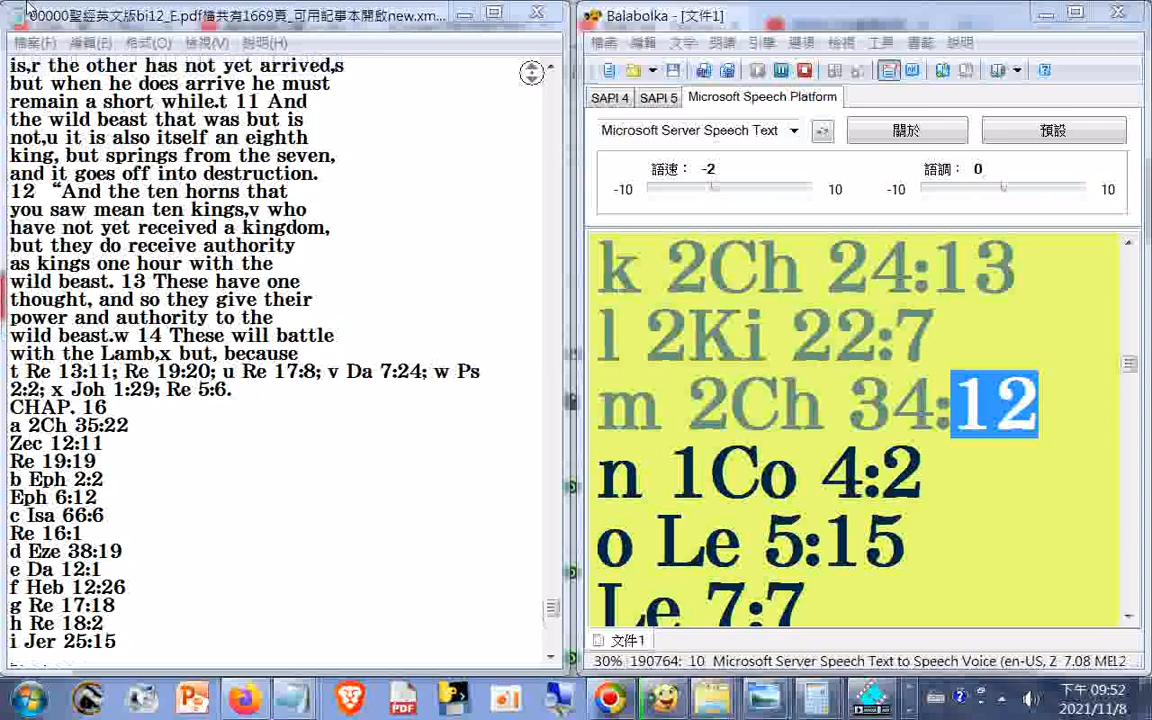 00000聖經英文版bi12_E.pdf檔共有1669頁_可用記事本開啟new.xm...
檔案(F) 編輯(E) 格式(O) 檢視(V) 說明(H)
is,r the other has not yet arrived,s
but when he does arrive he must
remain a short while.t 11 And
the wild beast that was but is
not,u it is also itself an eighth
king, but springs from the seven,
and it goes off into destruction.
12 “And the ten horns that
you saw mean ten kings,v who
have not yet received a kingdom,
but they do receive authority
as kings one hour with the
wild beast. 13 These have one
thought, and so they give their
power and authority to the
wild beast.w 14 These will battle
with the Lamb,x but, because
t Re 13:11; Re 19:20; u Re 17:8; v Da 7:24; w Ps
2:2; x Joh 1:29; Re 5:6.
CHAP. 16
a 2Ch 35:22
Zec 12:11
Re 19:19
b Eph 2:2
Eph 6:12
c Isa 66:6
Re 16:1
d Eze 38:19
e Da 12:1
f Heb 12:26
g Re 17:18
h Re 18:2
i Jer 25:15
Balabolka - [文件1]
檔案 編輯 文字 朗讀 引擎 選項 檢視 工具 書籤 說明
SAPI 4 SAPI 5 Microsoft Speech Platform
Microsoft Server Speech Text 關於 預設
語速： -2 語調： 0
-10 10 -10 10
k 2Ch 24:13
l 2Ki 22:7
m 2Ch 34:12
n 1Co 4:2
o Le 5:15
Le 7:7
文件1
30% 190764: 10 Microsoft Server Speech Text to Speech Voice (en-US, Z 7.08 ME12
下午 09:52
2021/11/8